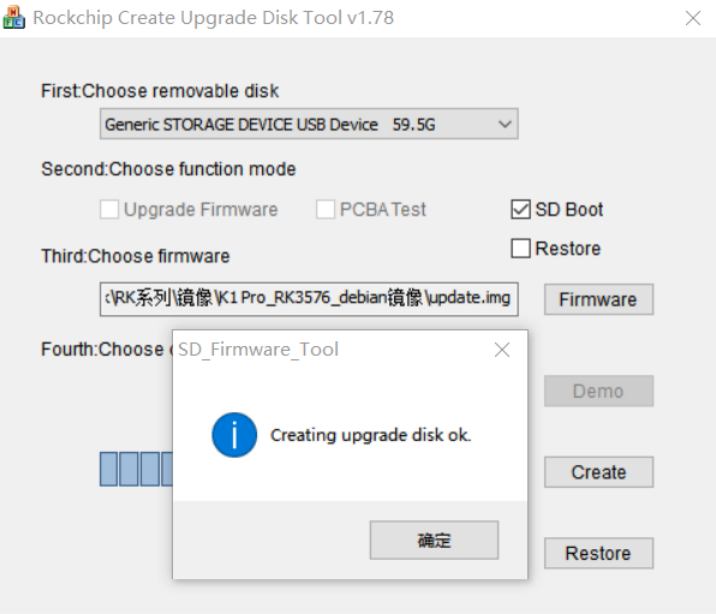 Rockchip Create Upgrade Disk Tool v1.78
First:Choose removable disk
Generic STORAGE DEVICE USB Device 59.5G
Second:Choose function mode
Upgrade Firmware
PCBA Test
SD Boot
Third:Choose firmware
Restore
:\RK系列\镜像\K1 Pro_RK3576_debian镜像\update.img
Firmware
Fourth:Choose
SD_Firmware_Tool
Demo
Creating upgrade disk ok.
Create
确定
Restore